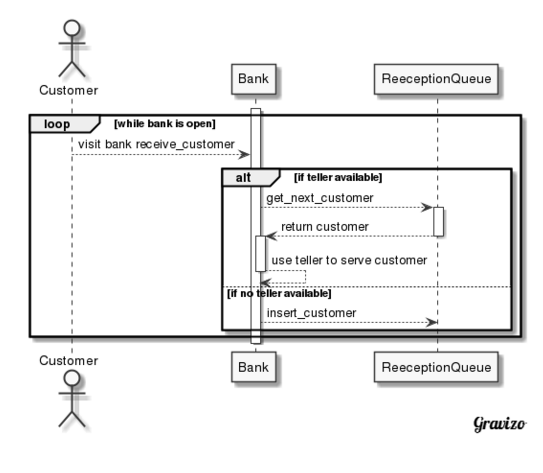 Customer
Bank
ReeceptionQueue
loop
[while bank is open]
visit bank receive_customer
alt
[if teller available]
get_next_customer
return customer
use teller to serve customer
[if no teller available]
insert_customer
Customer
Bank
ReeceptionQueue
Gravizo